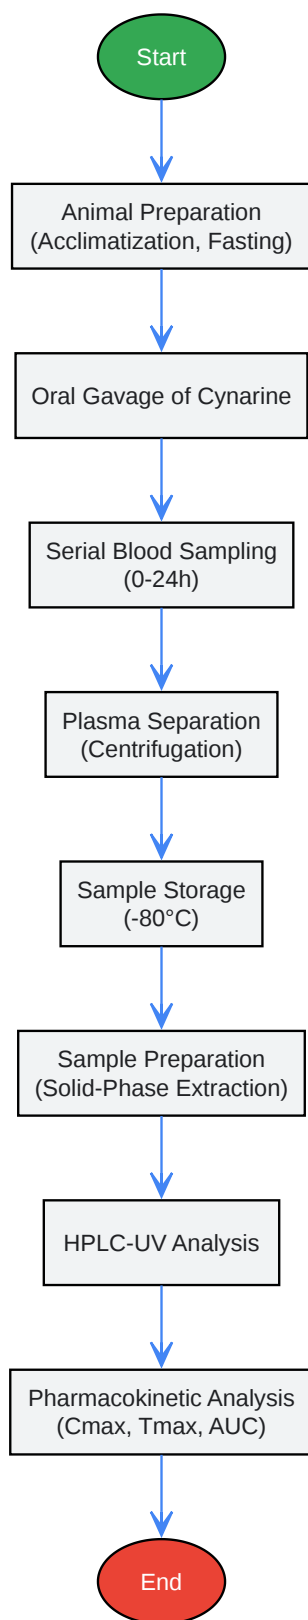 Start
Animal Preparation
(Acclimatization, Fasting)
Oral Gavage of Cynarine
Serial Blood Sampling
(0-24h)
Plasma Separation
(Centrifugation)
Sample Storage
(-80°C)
Sample Preparation
(Solid-Phase Extraction)
HPLC-UV Analysis
Pharmacokinetic Analysis
(Cmax, Tmax, AUC)
End